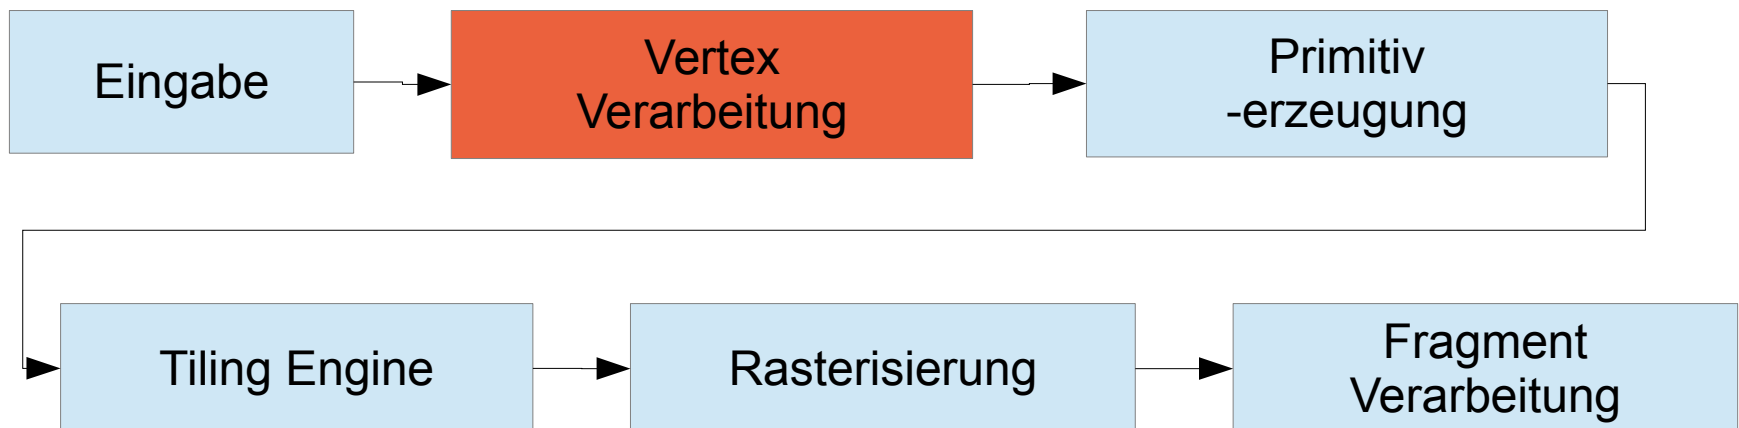 Eingabe
Vertex
Verarbeitung
Primitiv
-erzeugung
Tiling Engine
Rasterisierung
Fragment
Verarbeitung